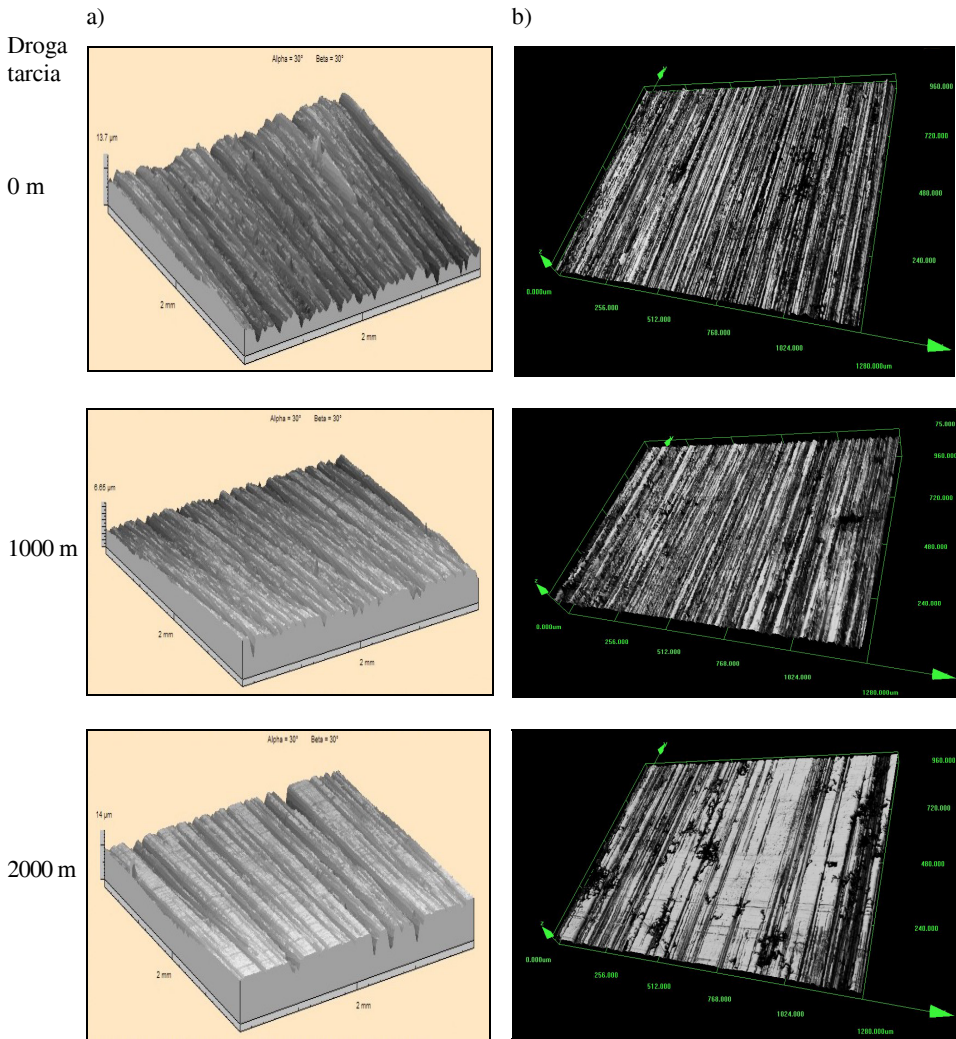 a)
b)
Droga
tarcia
Alpha = 30° Beta = 30°
13.7 µm
2 mm
2 mm
960.000
720.000
480.000
240.000
0.000um
256.000
512.000
768.000
1024.000
1280.000um
0 m
Alpha = 30° Beta = 30°
6.65 µm
2 mm
2 mm
75.000
960.000
720.000
480.000
240.000
0.000um
256.000
512.000
768.000
1024.000
1280.000um
1000 m
Alpha = 30° Beta = 30°
14 µm
2 mm
2 mm
960.000
720.000
480.000
240.000
0.000um
256.000
512.000
768.000
1024.000
1280.000um
2000 m